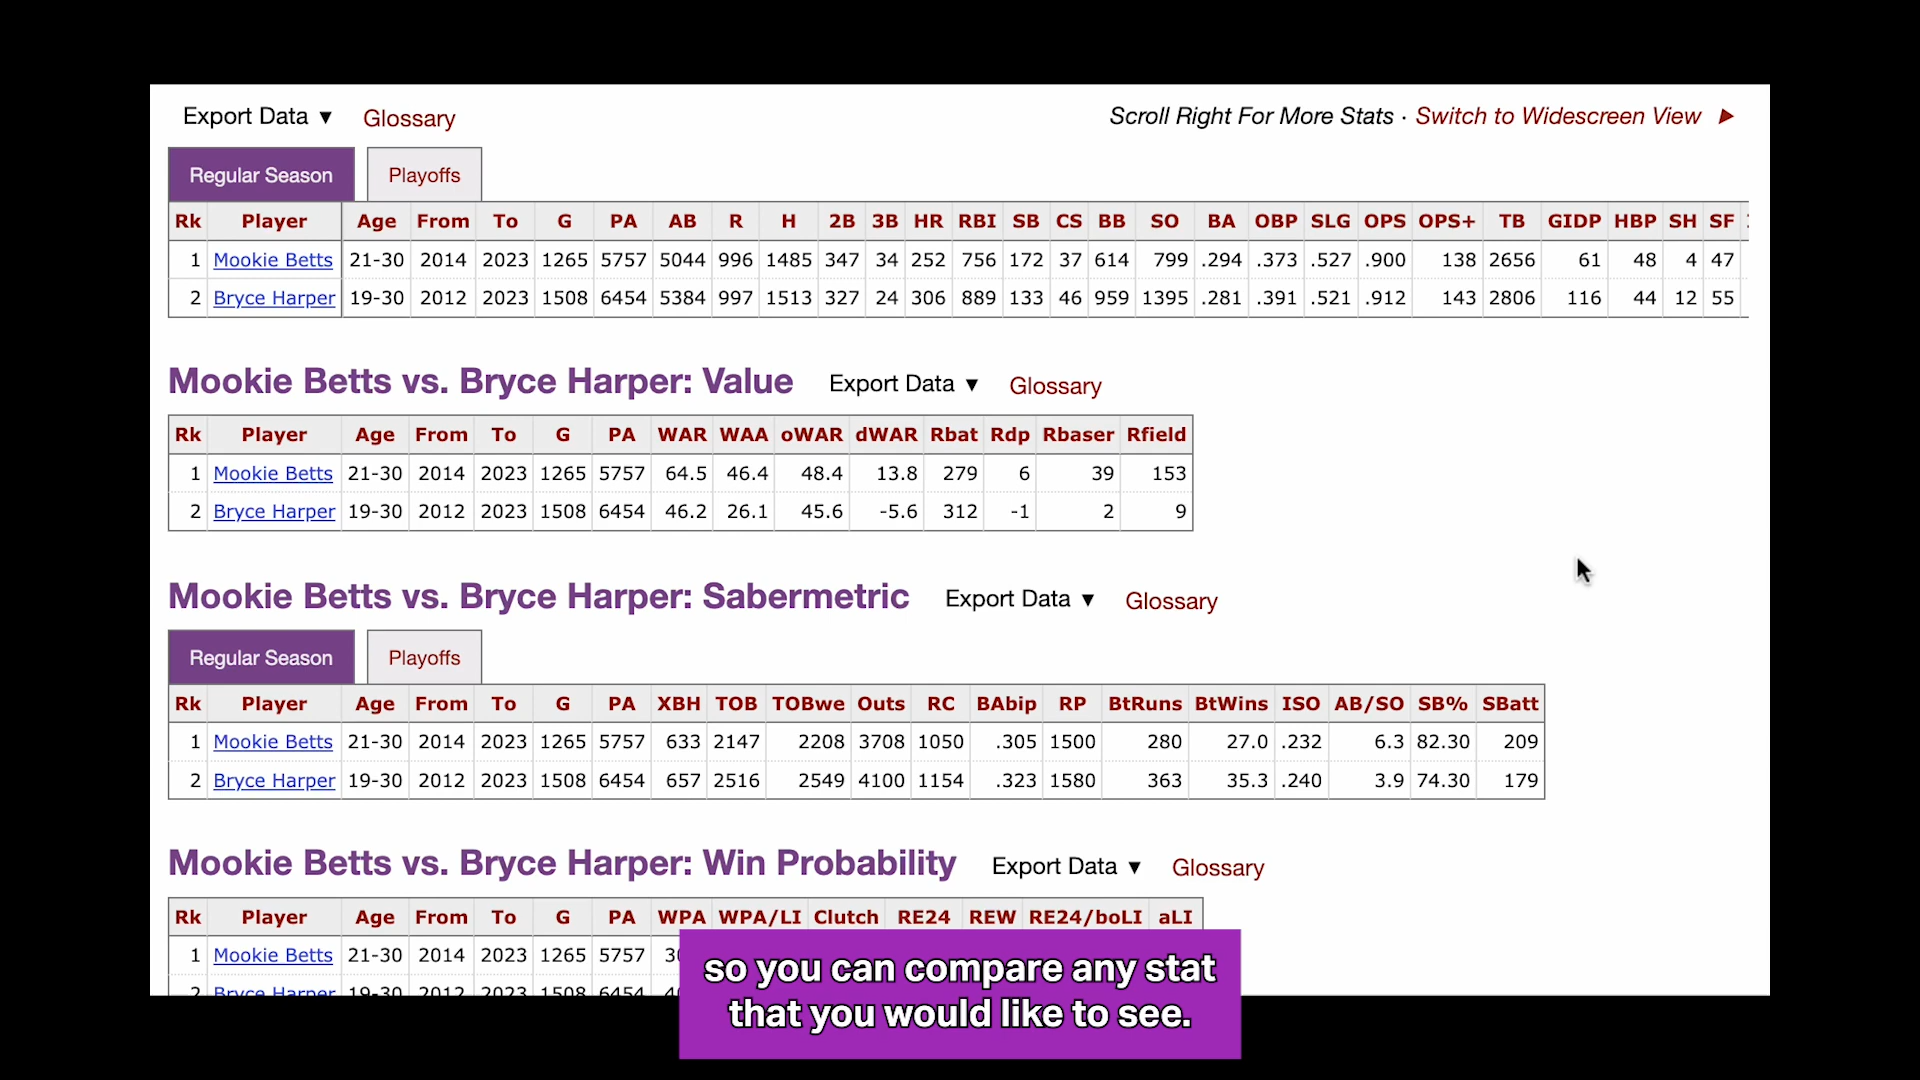 Export Data ▼ Glossary Scroll Right For More Stats · Switch to Widescreen View ►
Regular Season Playoffs
Rk Player Age From To G PA AB R H 2B 3B HR RBI SB CS BB SO BA OBP SLG OPS OPS+ TB GIDP HBP SH SF
1 Mookie Betts 21-30 2014 2023 1265 5757 5044 996 1485 347 34 252 756 172 37 614 799 .294 .373 .527 .900 138 2656 61 48 4 47
2 Bryce Harper 19-30 2012 2023 1508 6454 5384 997 1513 327 24 306 889 133 46 959 1395 .281 .391 .521 .912 143 2806 116 44 12 55
Mookie Betts vs. Bryce Harper: Value Export Data ▼ Glossary
Rk Player Age From To G PA WAR WAA oWAR dWAR Rbat Rdp Rbaser Rfield
1 Mookie Betts 21-30 2014 2023 1265 5757 64.5 46.4 48.4 13.8 279 6 39 153
2 Bryce Harper 19-30 2012 2023 1508 6454 46.2 26.1 45.6 -5.6 312 -1 2 9
Mookie Betts vs. Bryce Harper: Sabermetric Export Data ▼ Glossary
Regular Season Playoffs
Rk Player Age From To G PA XBH TOB TOBwe Outs RC BAbip RP BtRuns BtWins ISO AB/SO SB% SBatt
1 Mookie Betts 21-30 2014 2023 1265 5757 633 2147 2208 3708 1050 .305 1500 280 27.0 .232 6.3 82.30 209
2 Bryce Harper 19-30 2012 2023 1508 6454 657 2516 2549 4100 1154 .323 1580 363 35.3 .240 3.9 74.30 179
Mookie Betts vs. Bryce Harper: Win Probability Export Data ▼ Glossary
Rk Player Age From To G PA WPA WPA/LI Clutch RE24 REW RE24/boLI aLI
1 Mookie Betts 21-30 2014 2023 1265 5757
2 Bryce Harper 19-30 2012 2023 1508 6454
so you can compare any stat
that you would like to see.